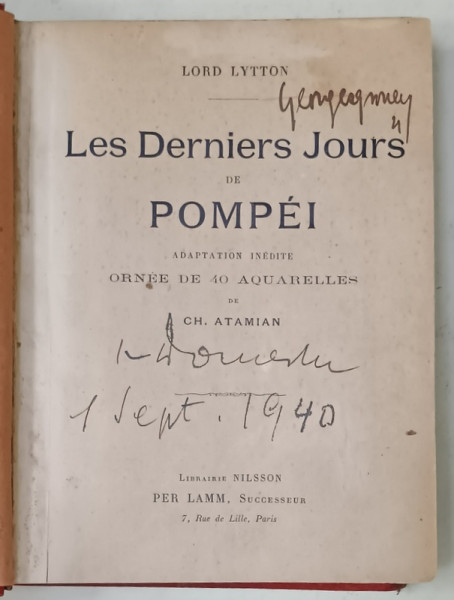 LORD LYTTON
Les Derniers Jours
DE
POMPÉI
ADAPTATION INÉDITE
ORNÉE DE 40 AQUARELLES
DE
CH. ATAMIAN
1 Sept. 1940
LIBRAIRIE NILSSON
PER LAMM, SUCCESSEUR
7, Rue de Lille, Paris